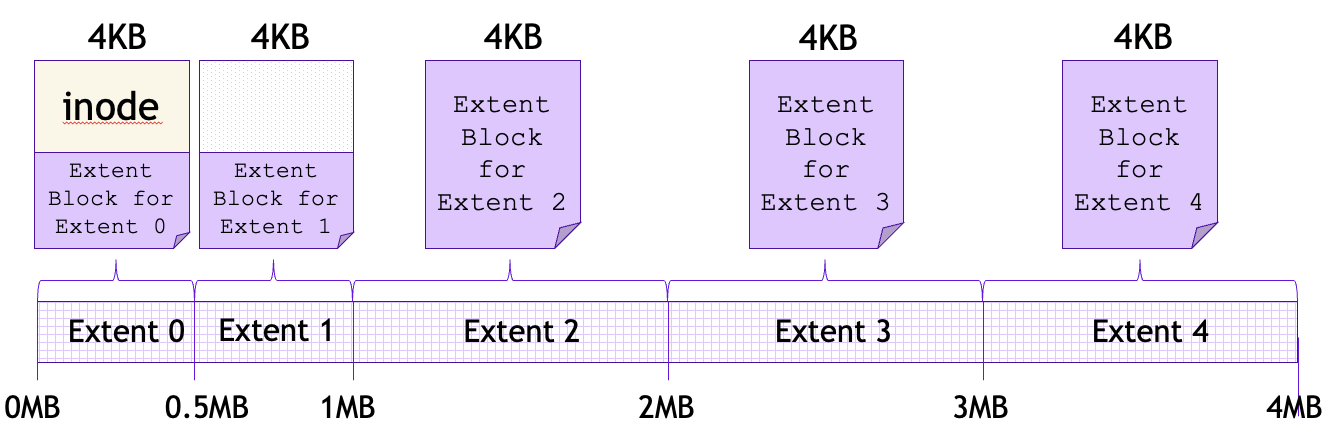 4KB 4KB 4KB 4KB 4KB
inode
Extent
Block for
Extent 0
Extent
Block for
Extent 1
Extent
Block
for
Extent 2
Extent
Block
for
Extent 3
Extent
Block
for
Extent 4
Extent 0 Extent 1 Extent 2 Extent 3 Extent 4
0MB 0.5MB 1MB 2MB 3MB 4MB